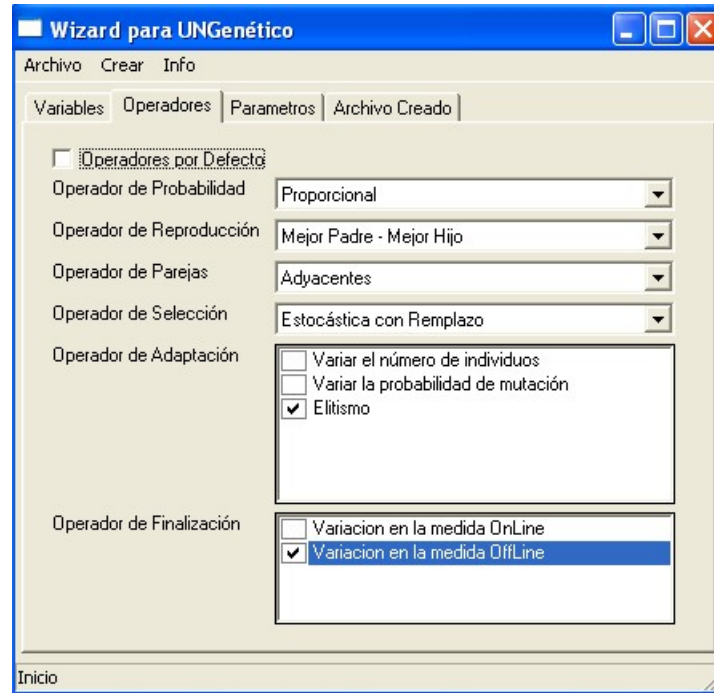 Wizard para UNGenético
Archivo Crear Info
Variables Operadores Parametros Archivo Creado
Operadores por Defecto
Operador de Probabilidad Proporcional
Operador de Reproducción Mejor Padre - Mejor Hijo
Operador de Parejas Adyacentes
Operador de Selección Estocástica con Remplazo
Operador de Adaptación Variar el número de individuos
Variar la probabilidad de mutación
Elitismo
Operador de Finalización Variacion en la medida OnLine
Variacion en la medida OffLine
Inicio